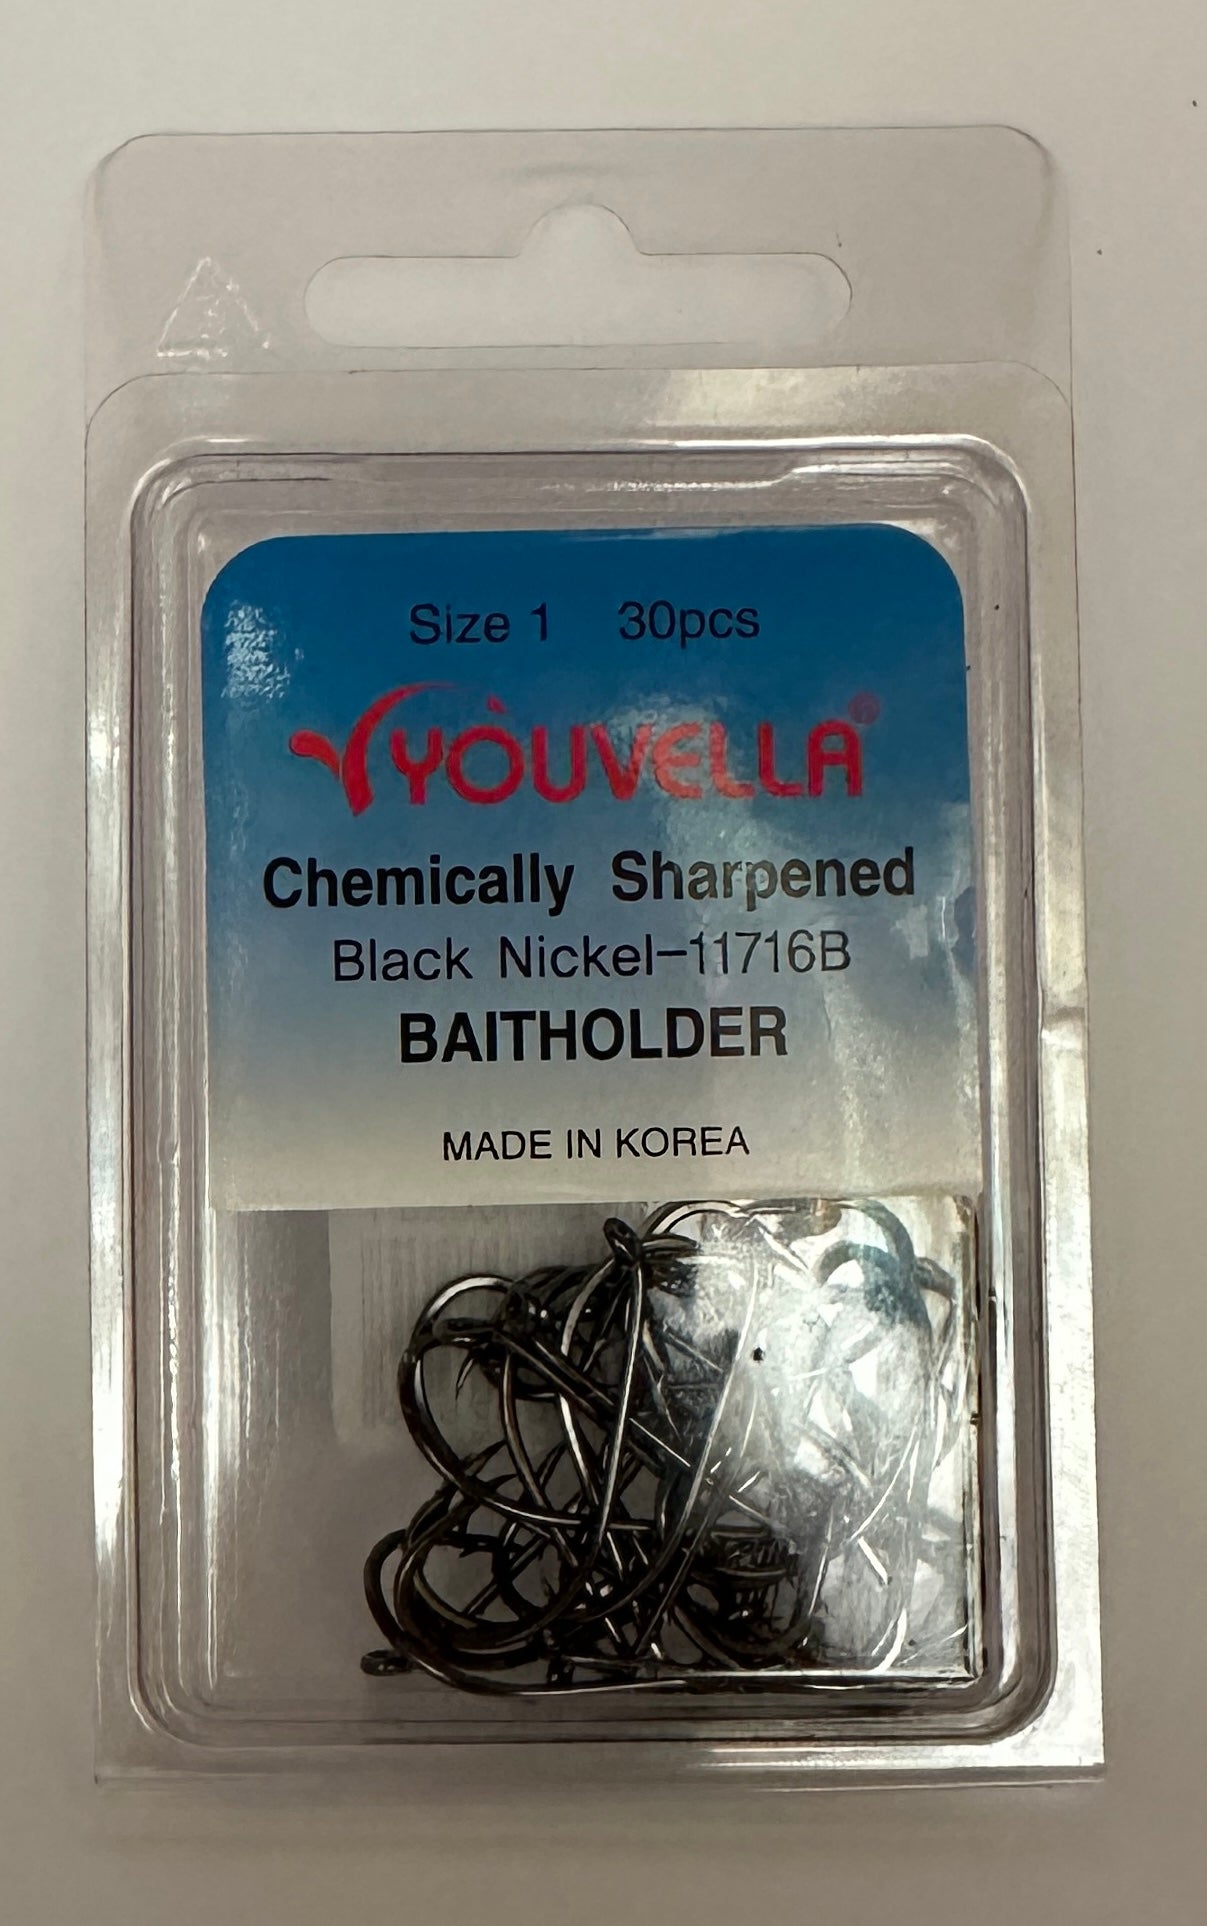 Size 1 30pcs
YOUVELLA®
Chemically Sharpened
Black Nickel-11716B
BAITHOLDER
MADE IN KOREA